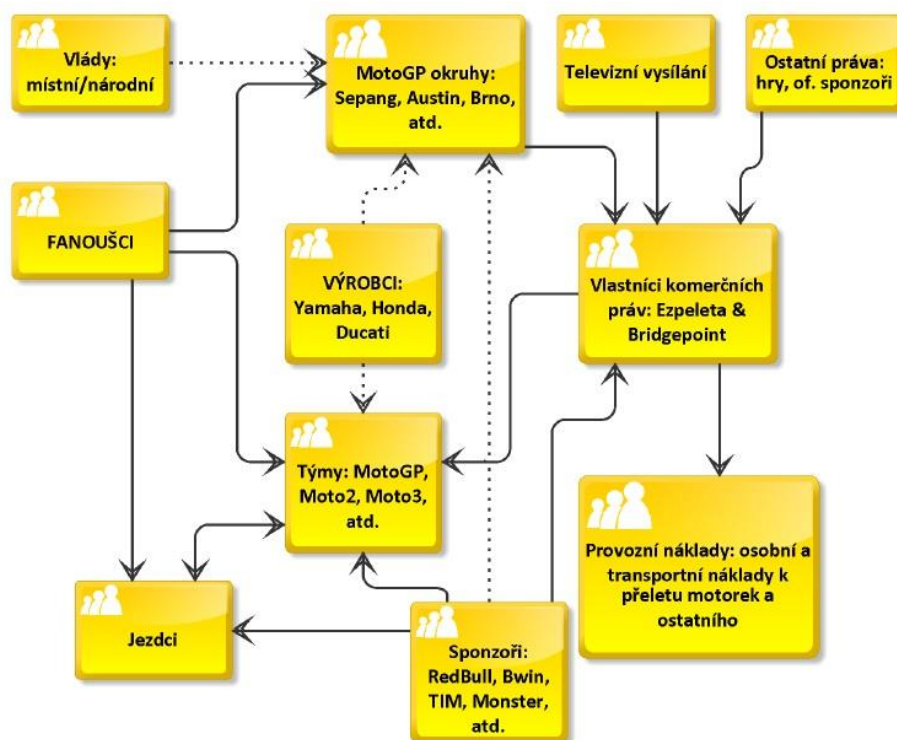 Vlády:
místní/národní
MotoGP okruhy:
Sepang, Austin, Brno,
atd.
Televizní vysílání
Ostatní práva:
hry, of. sponzoři
FANOUŠCI
VÝROBCI:
Yamaha, Honda,
Ducati
Vlastníci komerčních
práv: Ezpeleta &
Bridgepoint
Týmy: MotoGP,
Moto2, Moto3,
atd.
Provozní náklady: osobní a
transportní náklady k
přeletu motorek a
ostatního
Jezdci
Sponzoři:
RedBull, Bwin,
TIM, Monster,
atd.